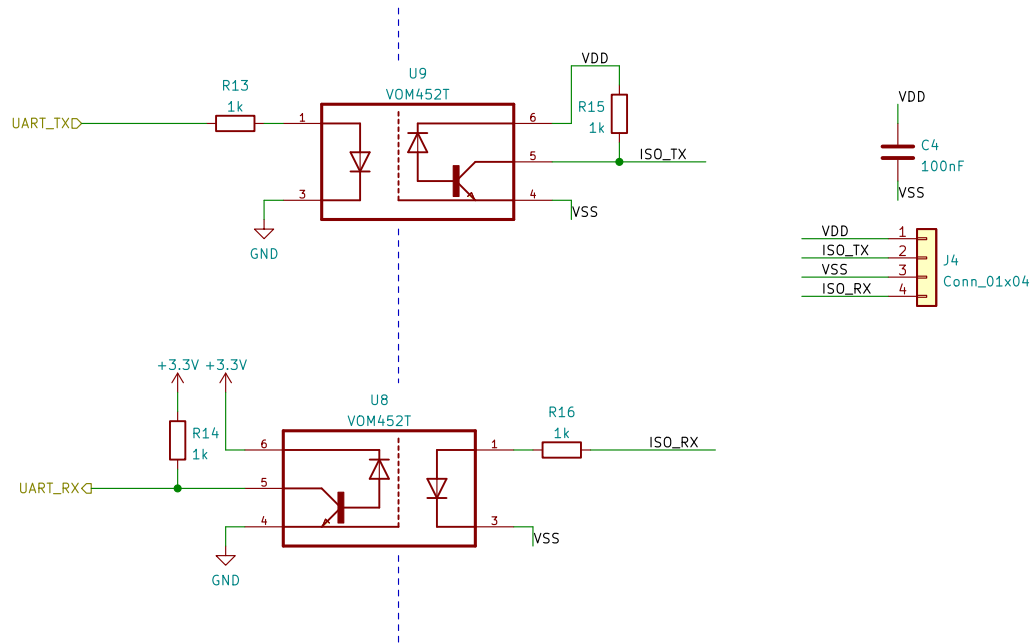 U9
VOM452T
R13
1k
UART_TX
1
3
GND
6
5
4
VDD
R15
1k
ISO_TX
VSS
VDD
C4
100nF
VSS
VDD
ISO_TX
VSS
ISO_RX
1
2
3
4
J4
Conn_01x04
+3.3V +3.3V
U8
VOM452T
R14
1k
UART_RX
6
5
4
GND
1
3
R16
1k
ISO_RX
VSS